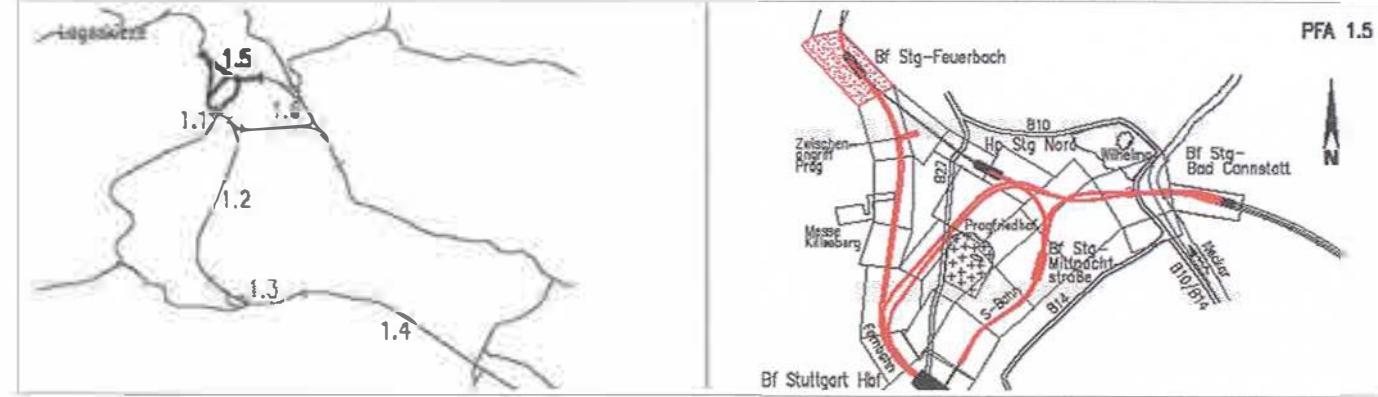 Lageskizze
1.5
1.1
1.6
1.2
1.3
1.4
PFA 1.5
Bf Stg-Feuerbach
N
B10
Zwischen
angriff
Prag
Hp Stg Nord
Wilhelma
Bf Stg-
Bad Cannstatt
B27
Messe
Killesberg
Pragfriedhof
Bf Stg-
Mittnacht
straße
Neckar
B10/B14
S-Bahn
B14
Fernbahn
Bf Stuttgart Hbf